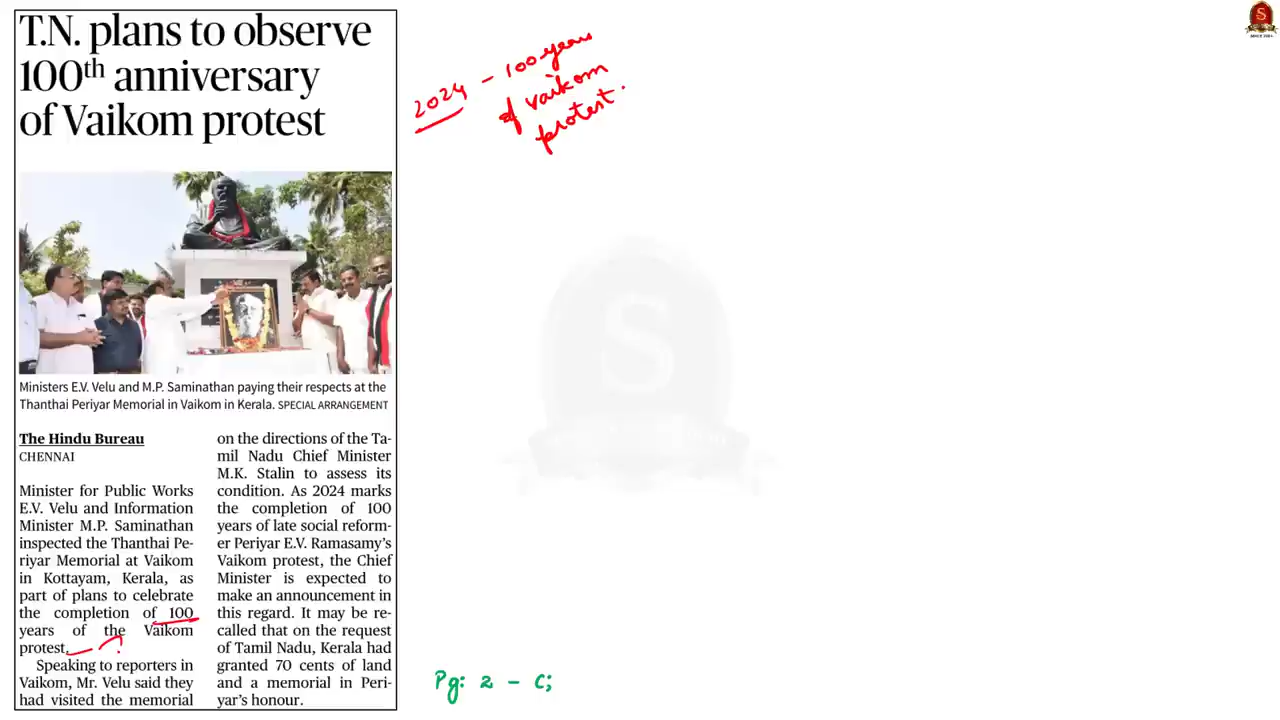 T.N. plans to observe
100th anniversary
of Vaikom protest
Ministers E.V. Velu and M.P. Saminathan paying their respects at the
Thanthai Periyar Memorial in Vaikom in Kerala. SPECIAL ARRANGEMENT
The Hindu Bureau
CHENNAI
Minister for Public Works
E.V. Velu and Information
Minister M.P. Saminathan
inspected the Thanthai Pe-
riyar Memorial at Vaikom
in Kottayam, Kerala, as
part of plans to celebrate
the completion of 100
years of the Vaikom
protest.
Speaking to reporters in
Vaikom, Mr. Velu said they
had visited the memorial
on the directions of the Ta-
mil Nadu Chief Minister
M.K. Stalin to assess its
condition. As 2024 marks
the completion of 100
years of late social reform-
er Periyar E.V. Ramasamy's
Vaikom protest, the Chief
Minister is expected to
make an announcement in
this regard. It may be re-
called that on the request
of Tamil Nadu, Kerala had
granted 70 cents of land
and a memorial in Peri-
yar's honour.
2024 - 100 years
of vaikom
protest.
Pg: 2 - C;
S
S